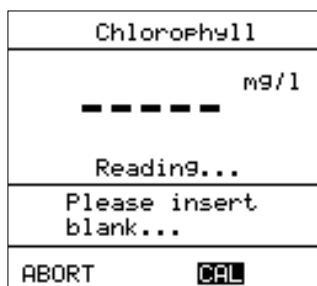 Chlorophyll
mg/l
-----
Reading...
Please insert
blank...
ABORT CAL